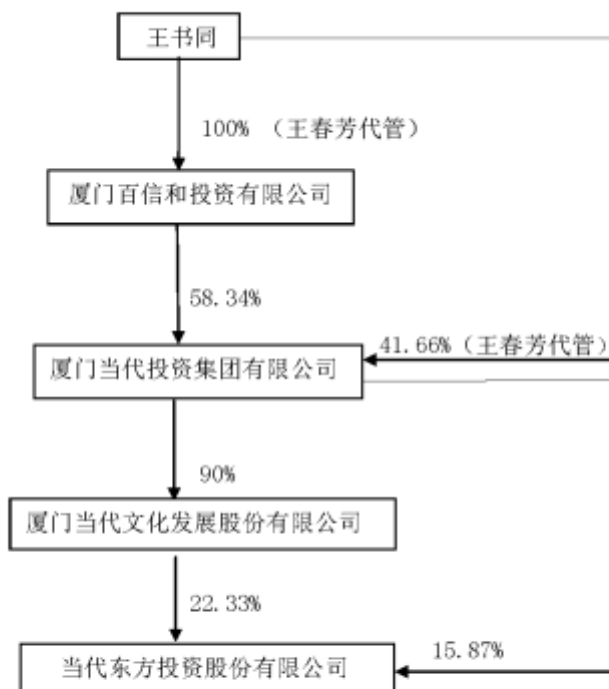 王书同
100% （王春芳代管）
厦门百信和投资有限公司
58.34%
41.66%（王春芳代管）
厦门当代投资集团有限公司
90%
厦门当代文化发展股份有限公司
22.33%
15.87%
当代东方投资股份有限公司